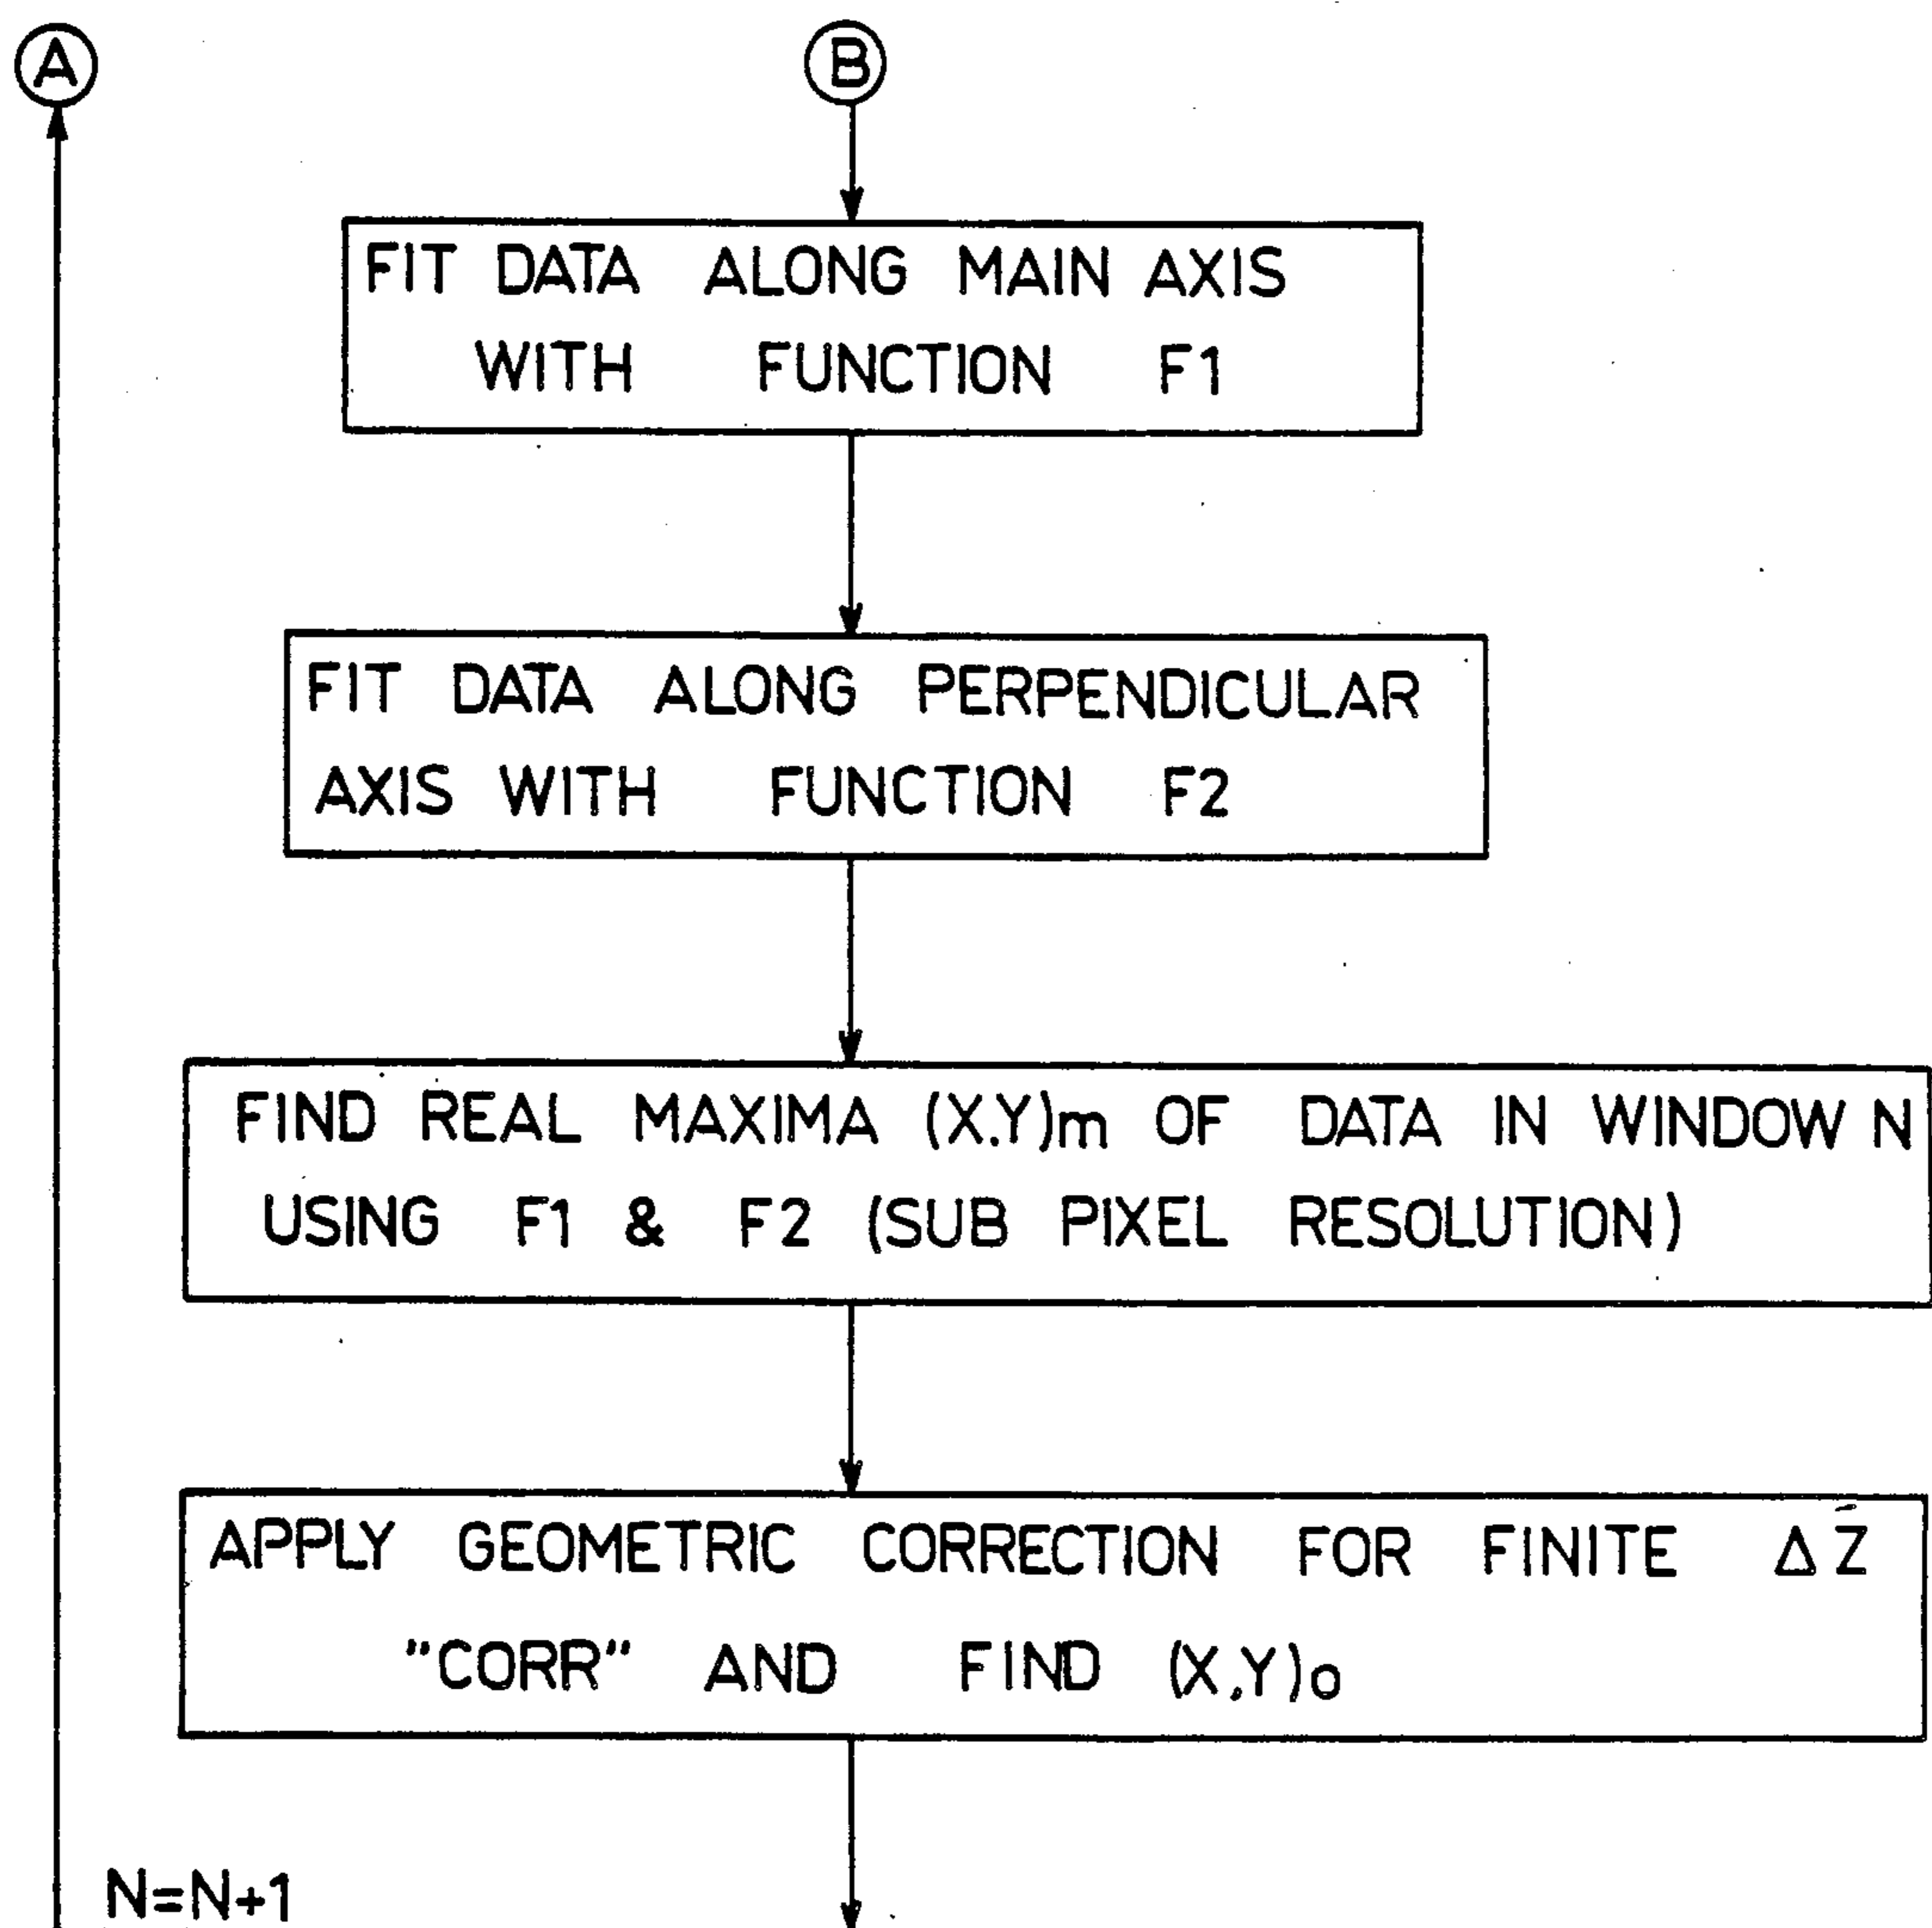 A
B
FIT DATA ALONG MAIN AXIS
WITH FUNCTION F1
FIT DATA ALONG PERPENDICULAR
AXIS WITH FUNCTION F2
FIND REAL MAXIMA (X.Y)m OF DATA IN WINDOW N
USING F1 & F2 (SUB PIXEL RESOLUTION)
APPLY GEOMETRIC CORRECTION FOR FINITE ΔZ
"CORR" AND FIND (X,Y)o
N=N+1